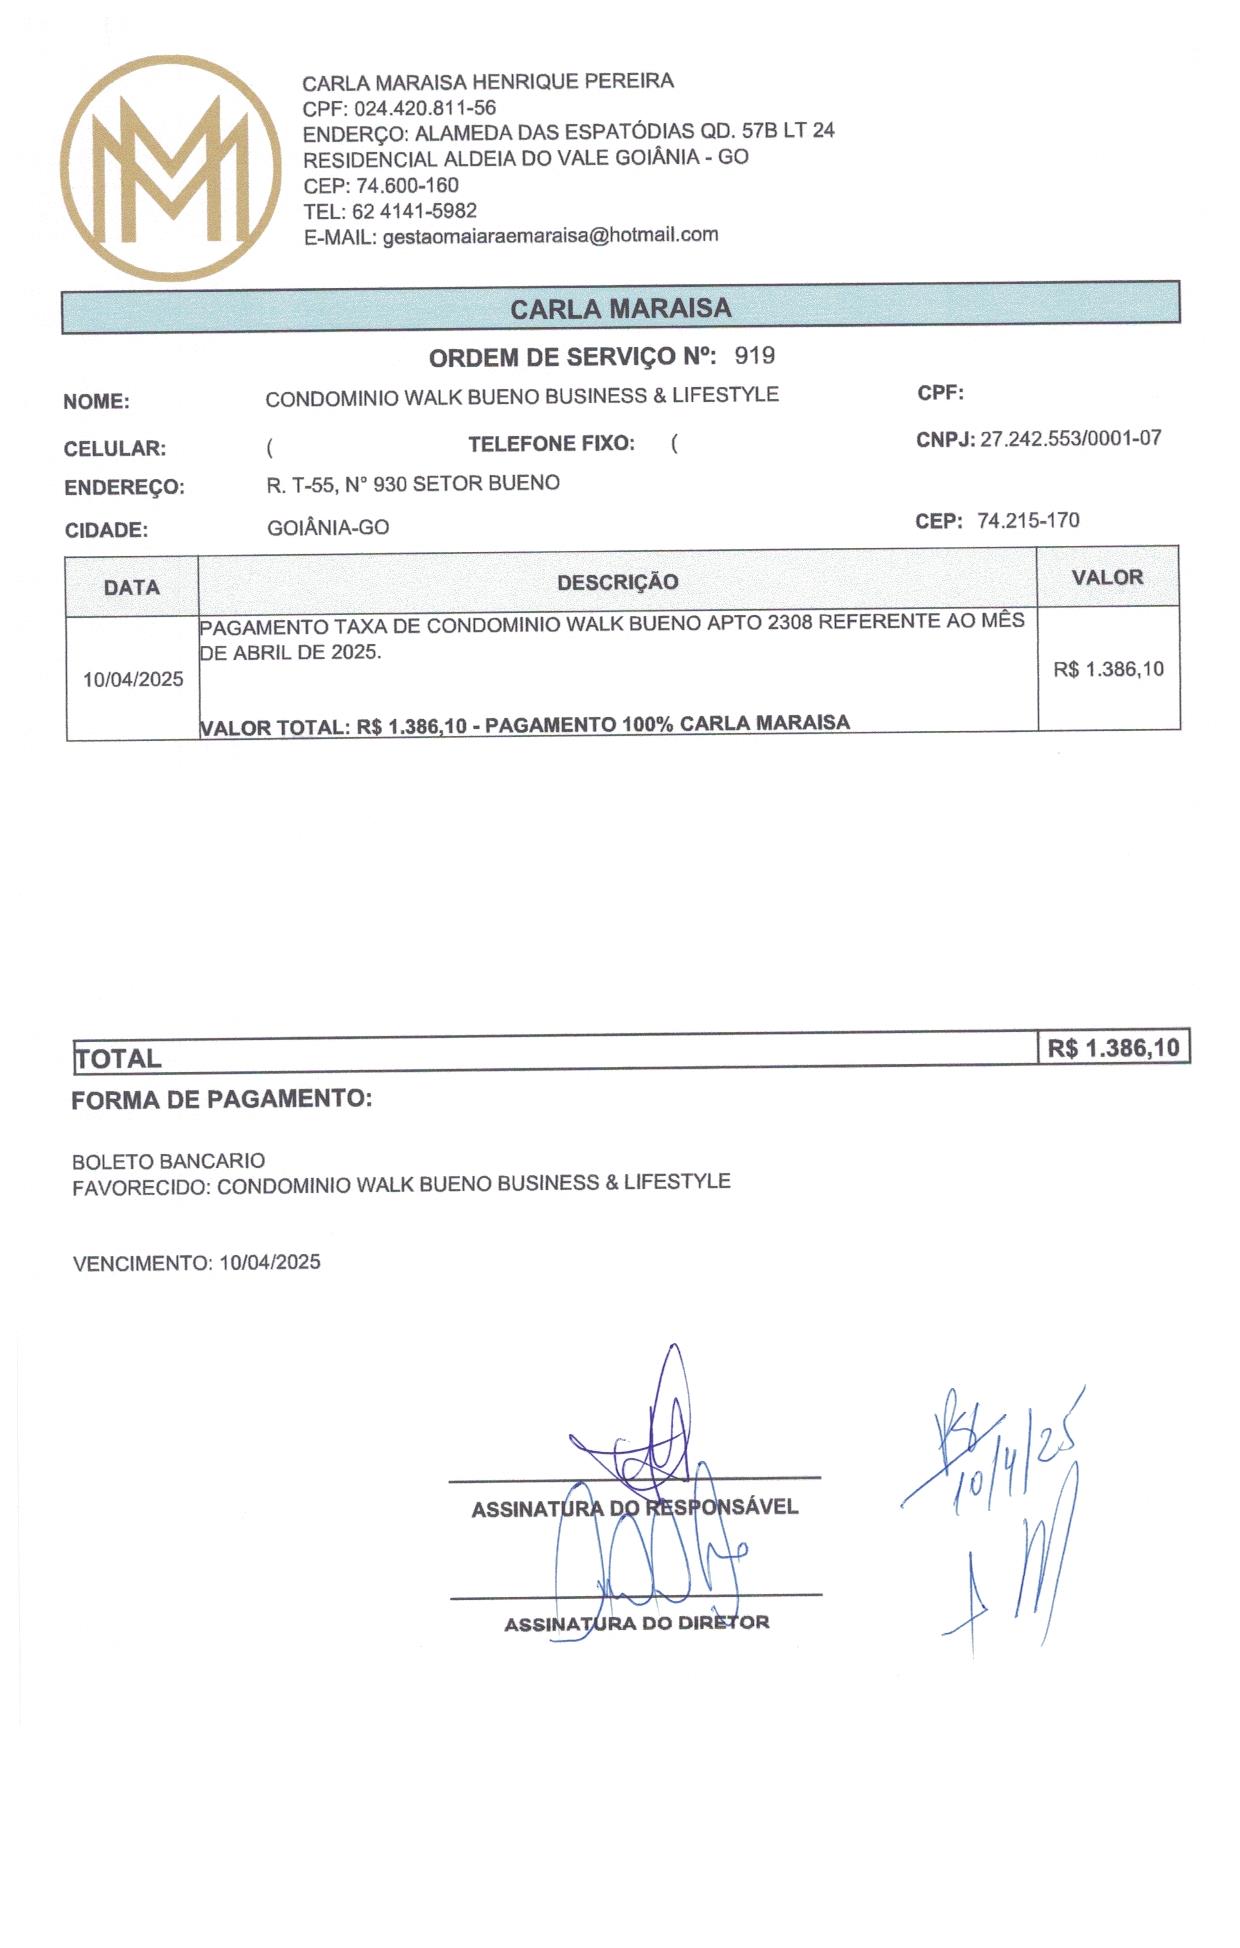 CARLA MARAISA HENRIQUE PEREIRA
CPF: 024.420.811-56
ENDERÇO: ALAMEDA DAS ESPATÓDIAS QD. 57B LT 24
RESIDENCIAL ALDEIA DO VALE GOIÂNIA - GO
CEP: 74.600-160
TEL: 62 4141-5982
E-MAIL: gestaomaiaraemaraisa@hotmail.com
CARLA MARAISA
ORDEM DE SERVIÇO Nº: 919
NOME: CONDOMINIO WALK BUENO BUSINESS & LIFESTYLE CPF:
CELULAR: ( TELEFONE FIXO: ( CNPJ: 27.242.553/0001-07
ENDEREÇO: R. T-55, N° 930 SETOR BUENO
CIDADE: GOIÂNIA-GO CEP: 74.215-170
DATA DESCRIÇÃO VALOR
PAGAMENTO TAXA DE CONDOMINIO WALK BUENO APTO 2308 REFERENTE AO MÊS
DE ABRIL DE 2025.
10/04/2025 R$ 1.386,10
VALOR TOTAL: R$ 1.386,10 - PAGAMENTO 100% CARLA MARAISA
TOTAL R$ 1.386,10
FORMA DE PAGAMENTO:
BOLETO BANCARIO
FAVORECIDO: CONDOMINIO WALK BUENO BUSINESS & LIFESTYLE
VENCIMENTO: 10/04/2025
10/4/25
ASSINATURA DO RESPONSÁVEL
ASSINATURA DO DIRETOR